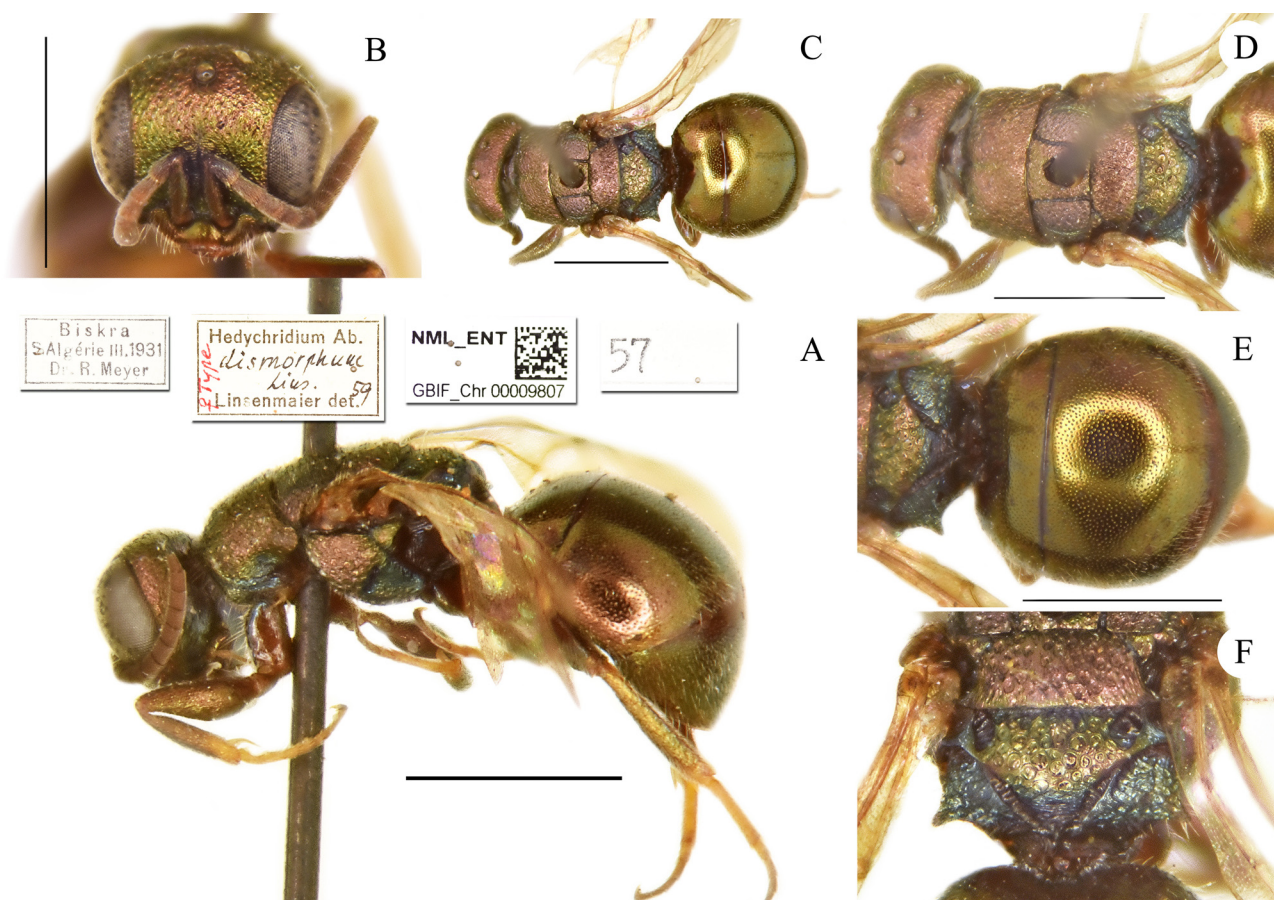 B
C
D
Biskra
S.Algérie III.1931
Dr. R. Meyer
Hedychridium Ab.
dismorphum
Lins.
♀ Type
Linsenmaier det. 59
NML_ENT
GBIF_Chr 00009807
57
A
E
F